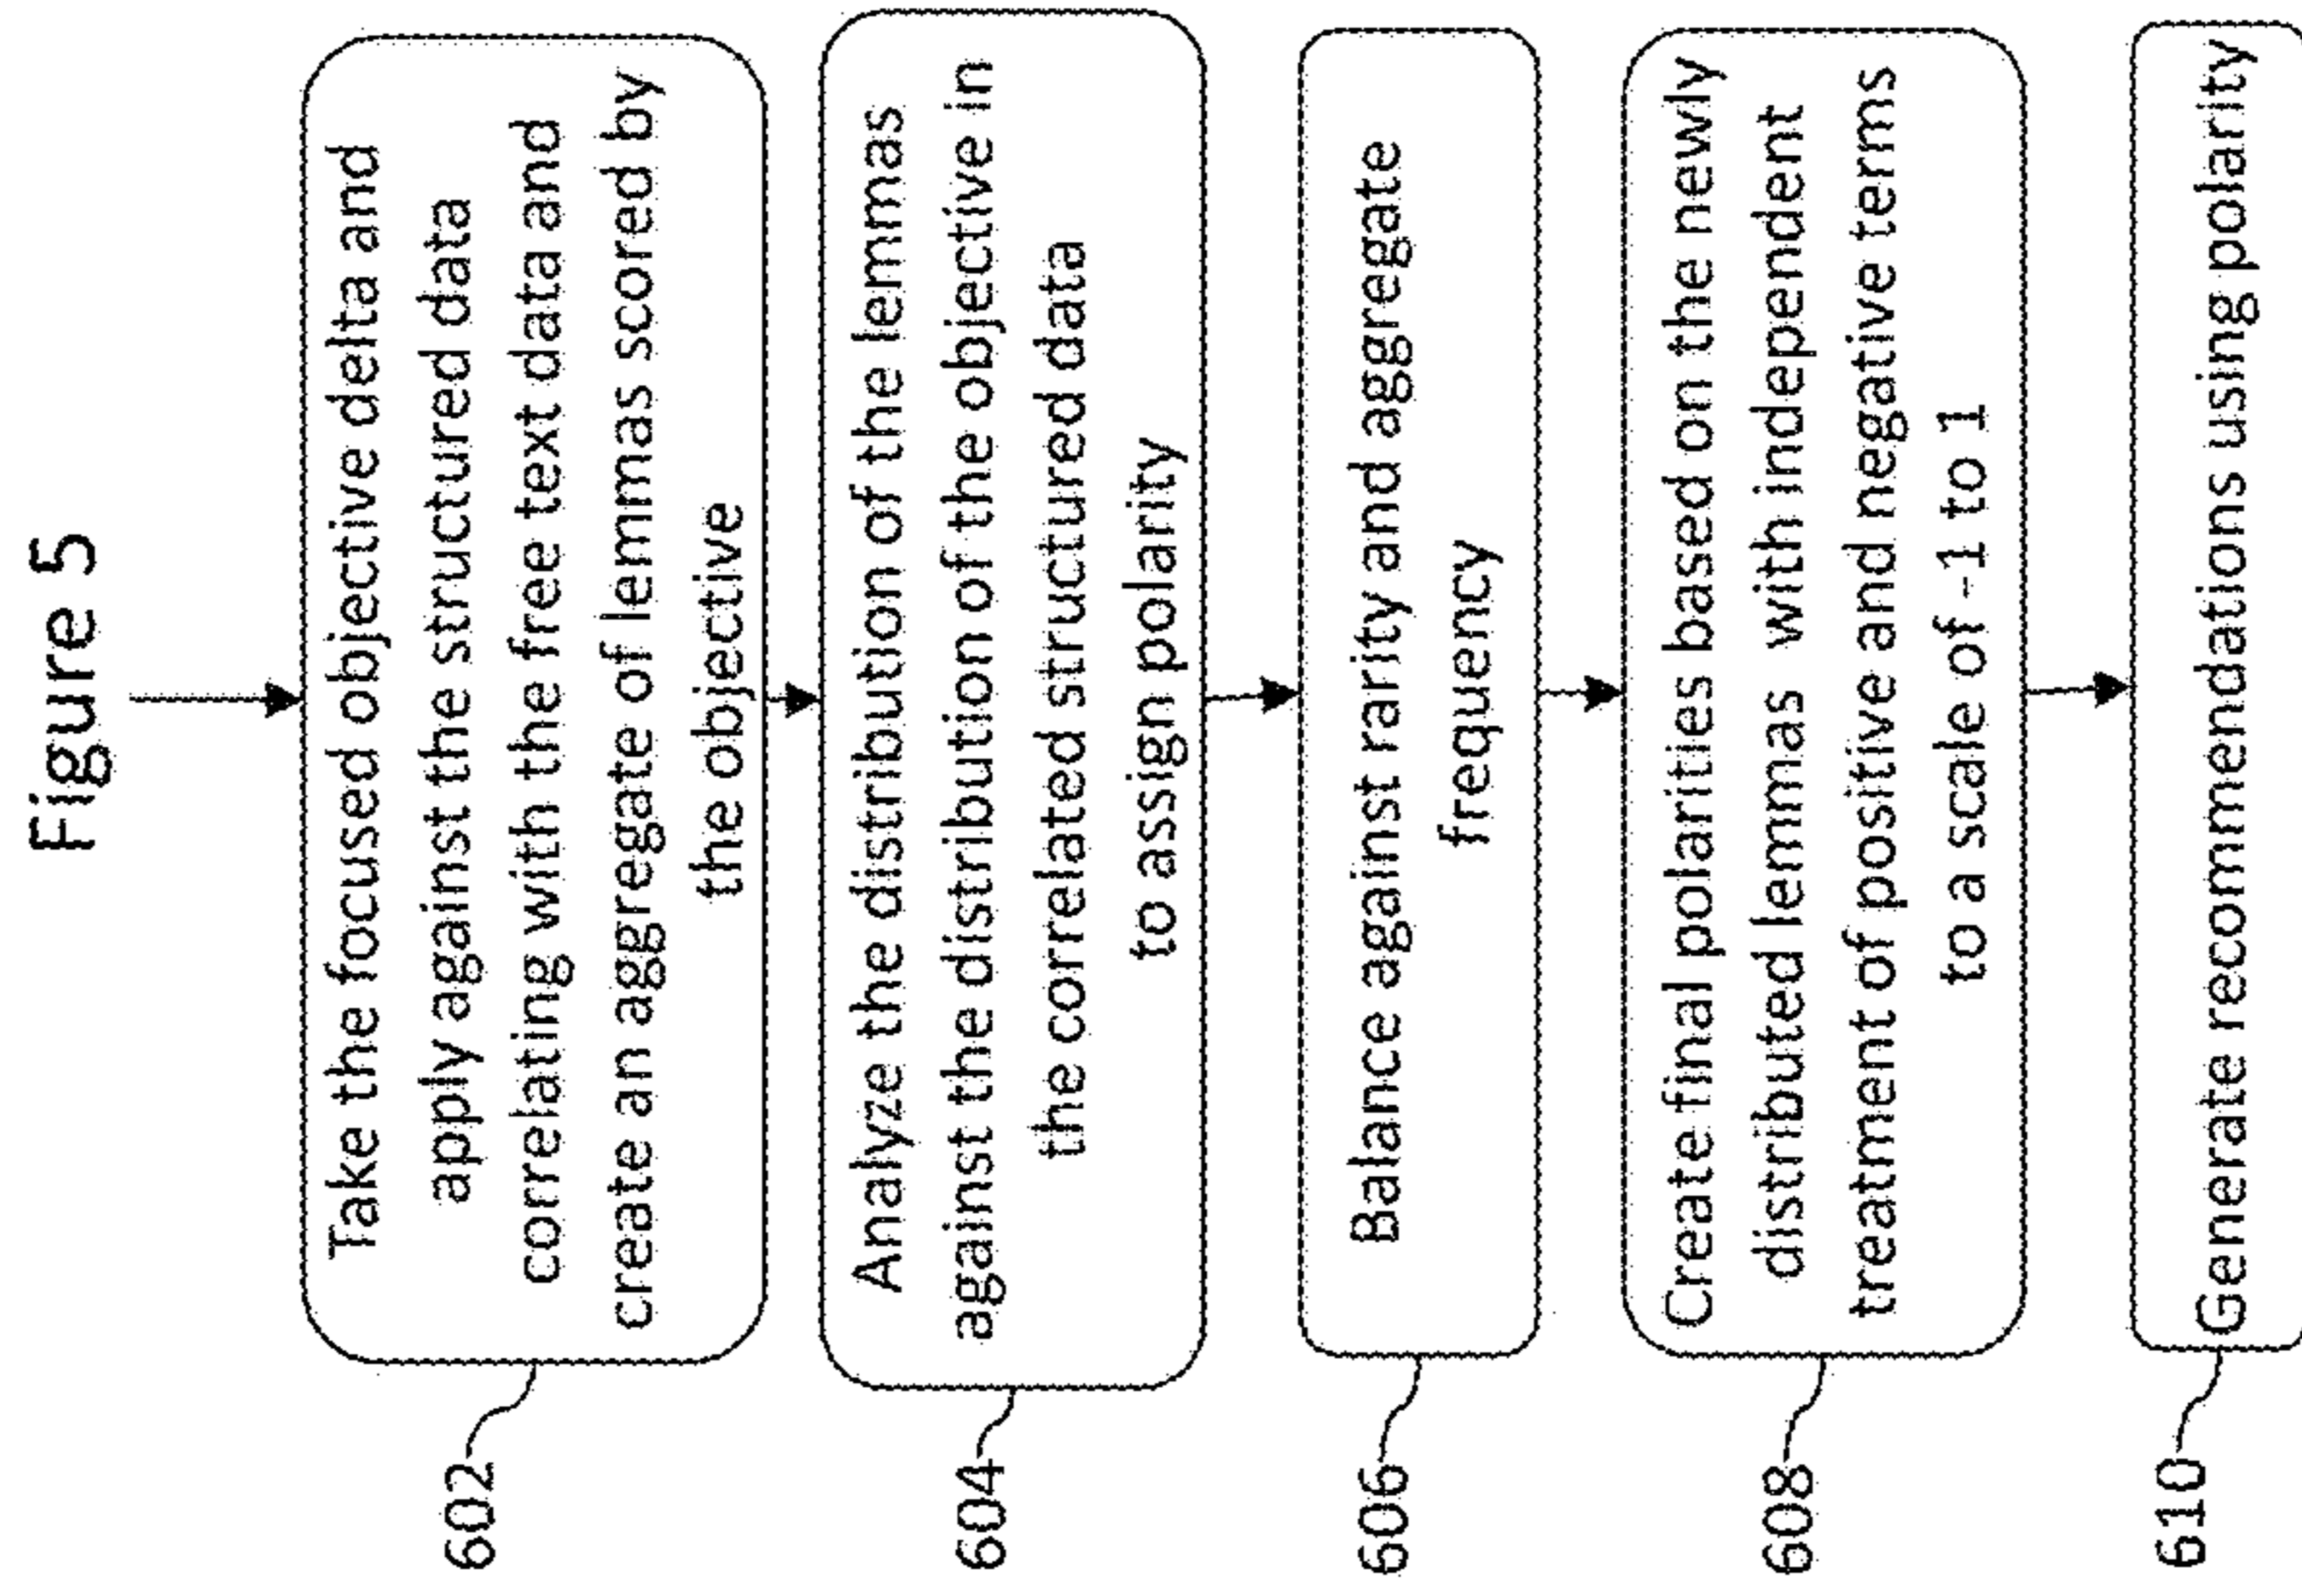 Figure 5
602
Take the focused objective delta and
apply against the structured data
correlating with the free text data and
create an aggregate of lemmas scored by
the objective
604
Analyze the distribution of the lemmas
against the distribution of the objective in
the correlated structured data
to assign polarity
606
Balance against rarity and aggregate
frequency
608
Create final polarities based on the newly
distributed lemmas with independent
treatment of positive and negative terms
to a scale of -1 to 1
610
Generate recommendations using polarity